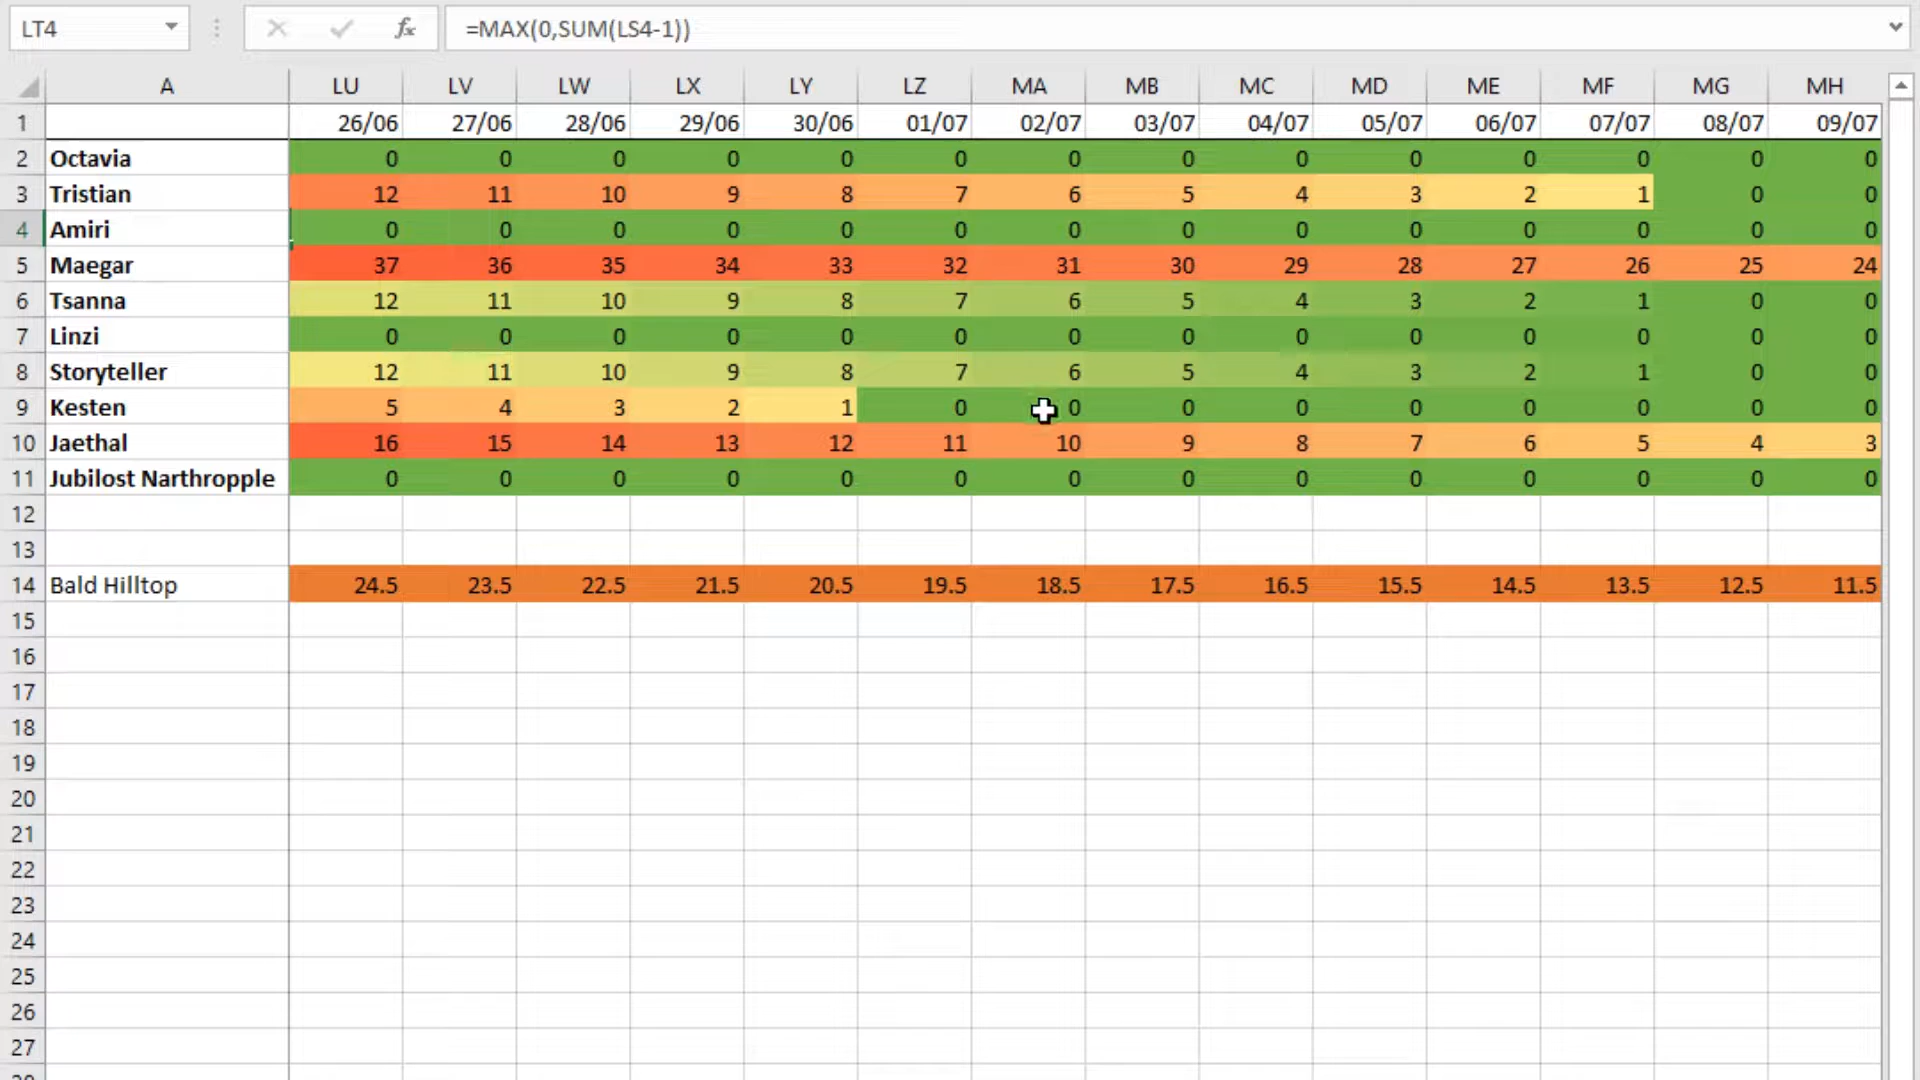 LT4 fx =MAX(0,SUM(LS4-1))
A LU LV LW LX LY LZ MA MB MC MD ME MF MG MH
1 26/06 27/06 28/06 29/06 30/06 01/07 02/07 03/07 04/07 05/07 06/07 07/07 08/07 09/07
2 Octavia 0 0 0 0 0 0 0 0 0 0 0 0 0 0
3 Tristian 12 11 10 9 8 7 6 5 4 3 2 1 0 0
4 Amiri 0 0 0 0 0 0 0 0 0 0 0 0 0 0
5 Maegar 37 36 35 34 33 32 31 30 29 28 27 26 25 24
6 Tsanna 12 11 10 9 8 7 6 5 4 3 2 1 0 0
7 Linzi 0 0 0 0 0 0 0 0 0 0 0 0 0 0
8 Storyteller 12 11 10 9 8 7 6 5 4 3 2 1 0 0
9 Kesten 5 4 3 2 1 0 0 0 0 0 0 0 0 0
10 Jaethal 16 15 14 13 12 11 10 9 8 7 6 5 4 3
11 Jubilost Narthropple 0 0 0 0 0 0 0 0 0 0 0 0 0 0
12
13
14 Bald Hilltop 24.5 23.5 22.5 21.5 20.5 19.5 18.5 17.5 16.5 15.5 14.5 13.5 12.5 11.5
15
16
17
18
19
20
21
22
23
24
25
26
27